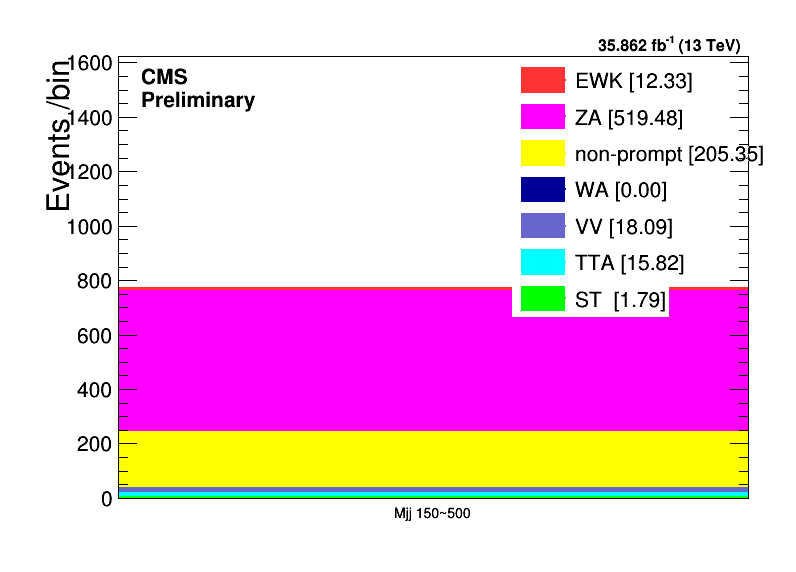 35.862 fb-1 (13 TeV)
CMS
Preliminary
Events /bin
1600
1400
1200
1000
800
600
400
200
0
EWK [12.33]
ZA [519.48]
non-prompt [205.35]
WA [0.00]
VV [18.09]
TTA [15.82]
ST [1.79]
Mjj 150~500